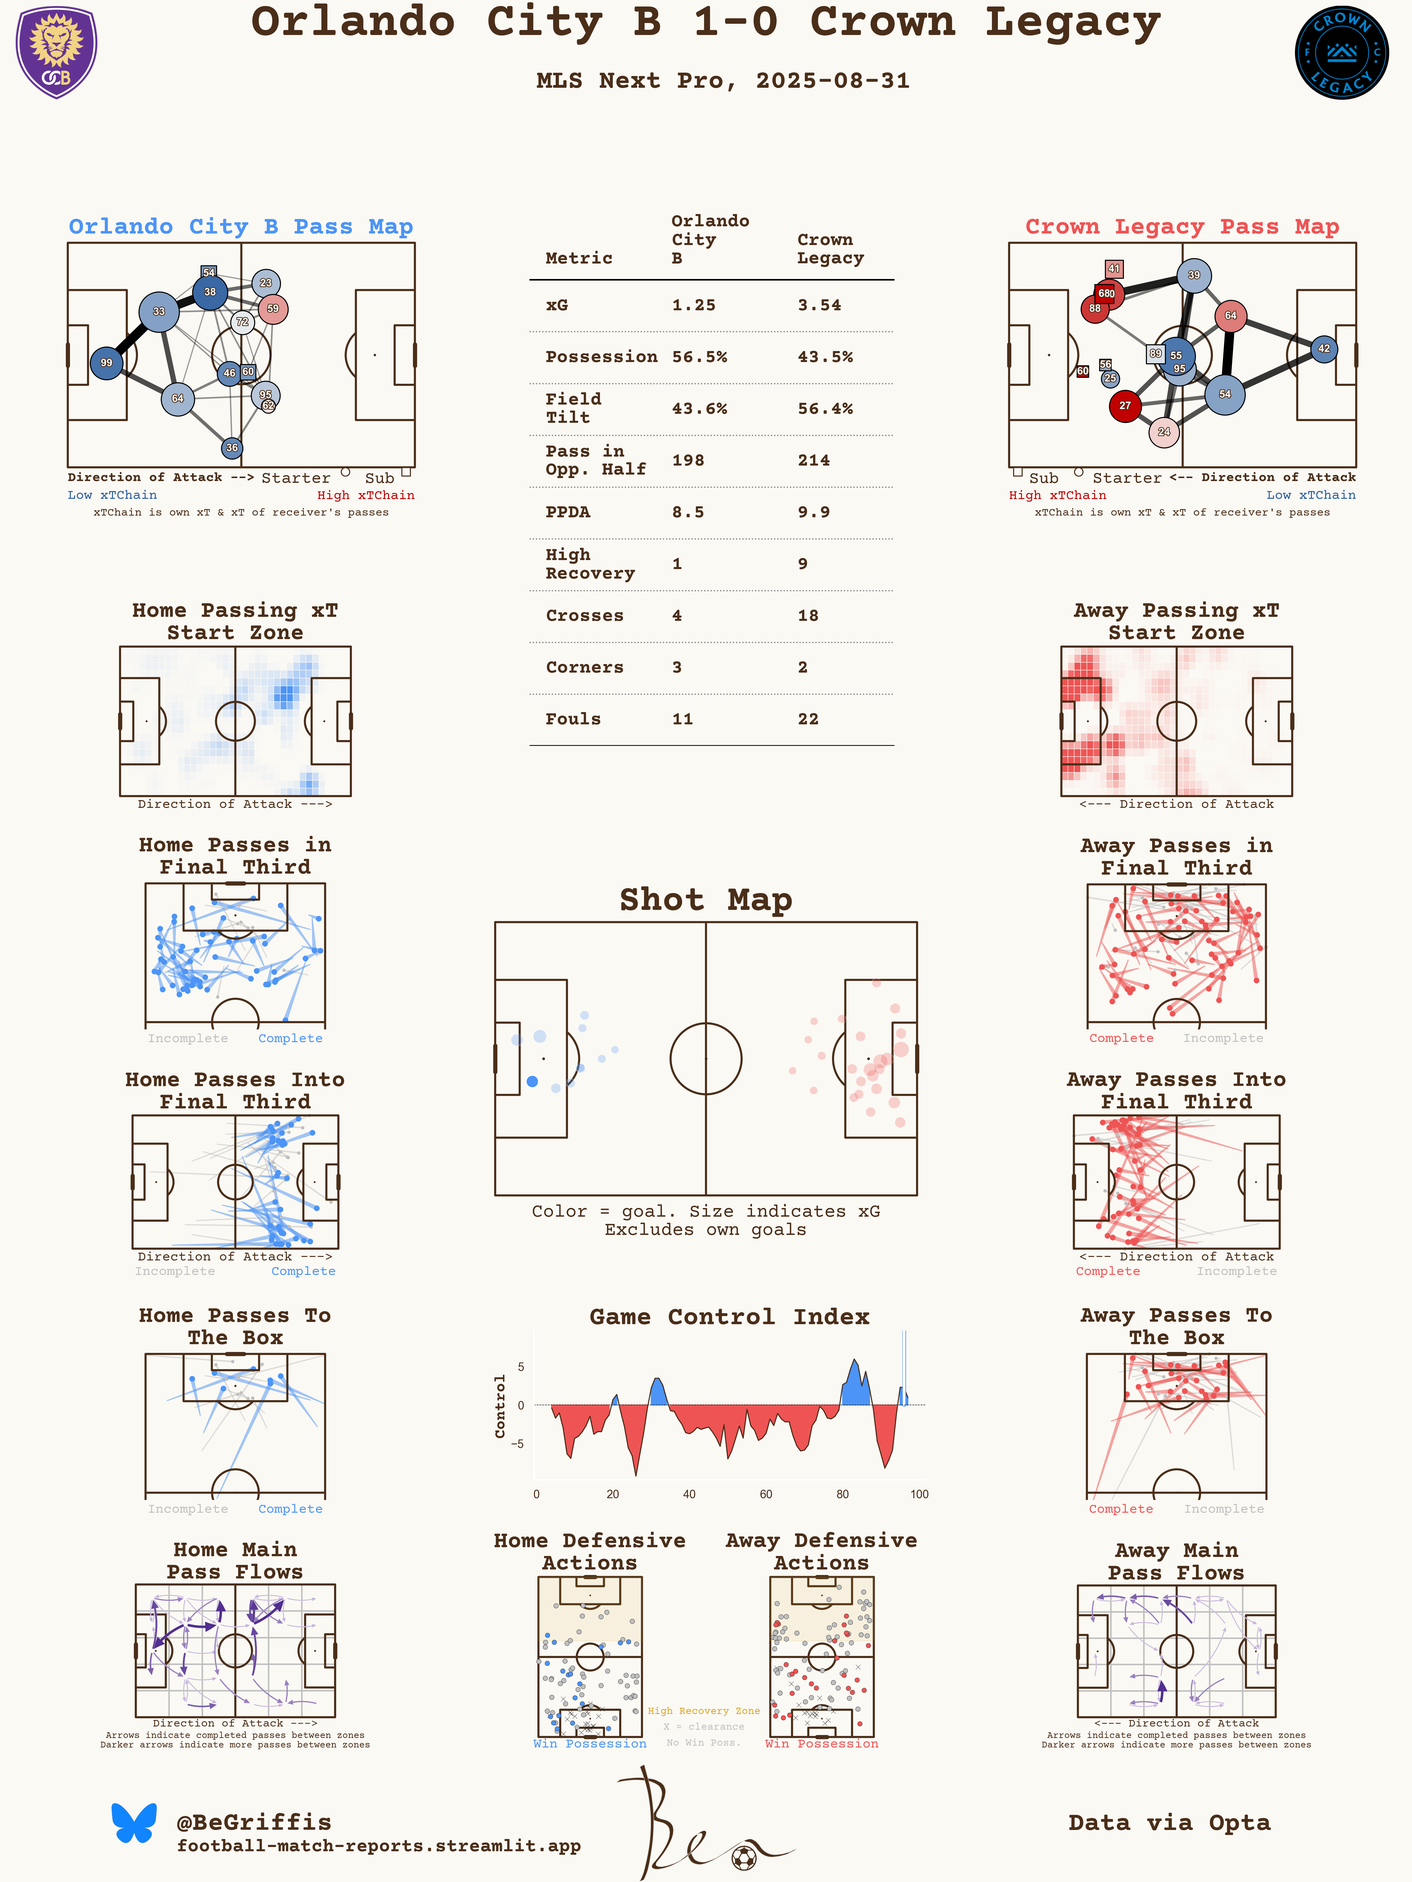 Orlando City B 1-0 Crown Legacy
MLS Next Pro, 2025-08-31
OCB
CROWN
F C
LEGACY
Orlando City B Pass Map
54
23
38
59
33
72
99
46
60
64
95
62
36
Direction of Attack -->
Starter
Sub
Low xTChain
High xTChain
xTChain is own xT & xT of receiver's passes
Metric
Orlando City B
Crown Legacy
xG 1.25 3.54
Possession 56.5% 43.5%
Field Tilt 43.6% 56.4%
Pass in Opp. Half 198 214
PPDA 8.5 9.9
High Recovery 1 9
Crosses 4 18
Corners 3 2
Fouls 11 22
Crown Legacy Pass Map
41
39
68
88
64
42
89
55
95
56
60
25
54
27
24
Sub
Starter
<-- Direction of Attack
High xTChain
Low xTChain
xTChain is own xT & xT of receiver's passes
Home Passing xT
Start Zone
Direction of Attack --->
Away Passing xT
Start Zone
<--- Direction of Attack
Home Passes in
Final Third
Incomplete
Complete
Away Passes in
Final Third
Complete
Incomplete
Shot Map
Color = goal. Size indicates xG
Excludes own goals
Home Passes Into
Final Third
Direction of Attack --->
Incomplete
Complete
Away Passes Into
Final Third
<--- Direction of Attack
Complete
Incomplete
Home Passes To
The Box
Incomplete
Complete
Game Control Index
Control
5
0
−5
0 20 40 60 80 100
Away Passes To
The Box
Complete
Incomplete
Home Main
Pass Flows
Direction of Attack --->
Arrows indicate completed passes between zones
Darker arrows indicate more passes between zones
Home Defensive
Actions
Win Possession
Away Defensive
Actions
Win Possession
High Recovery Zone
X = clearance
No Win Poss.
Away Main
Pass Flows
<--- Direction of Attack
Arrows indicate completed passes between zones
Darker arrows indicate more passes between zones
@BeGriffis
football-match-reports.streamlit.app
Ben
Data via Opta